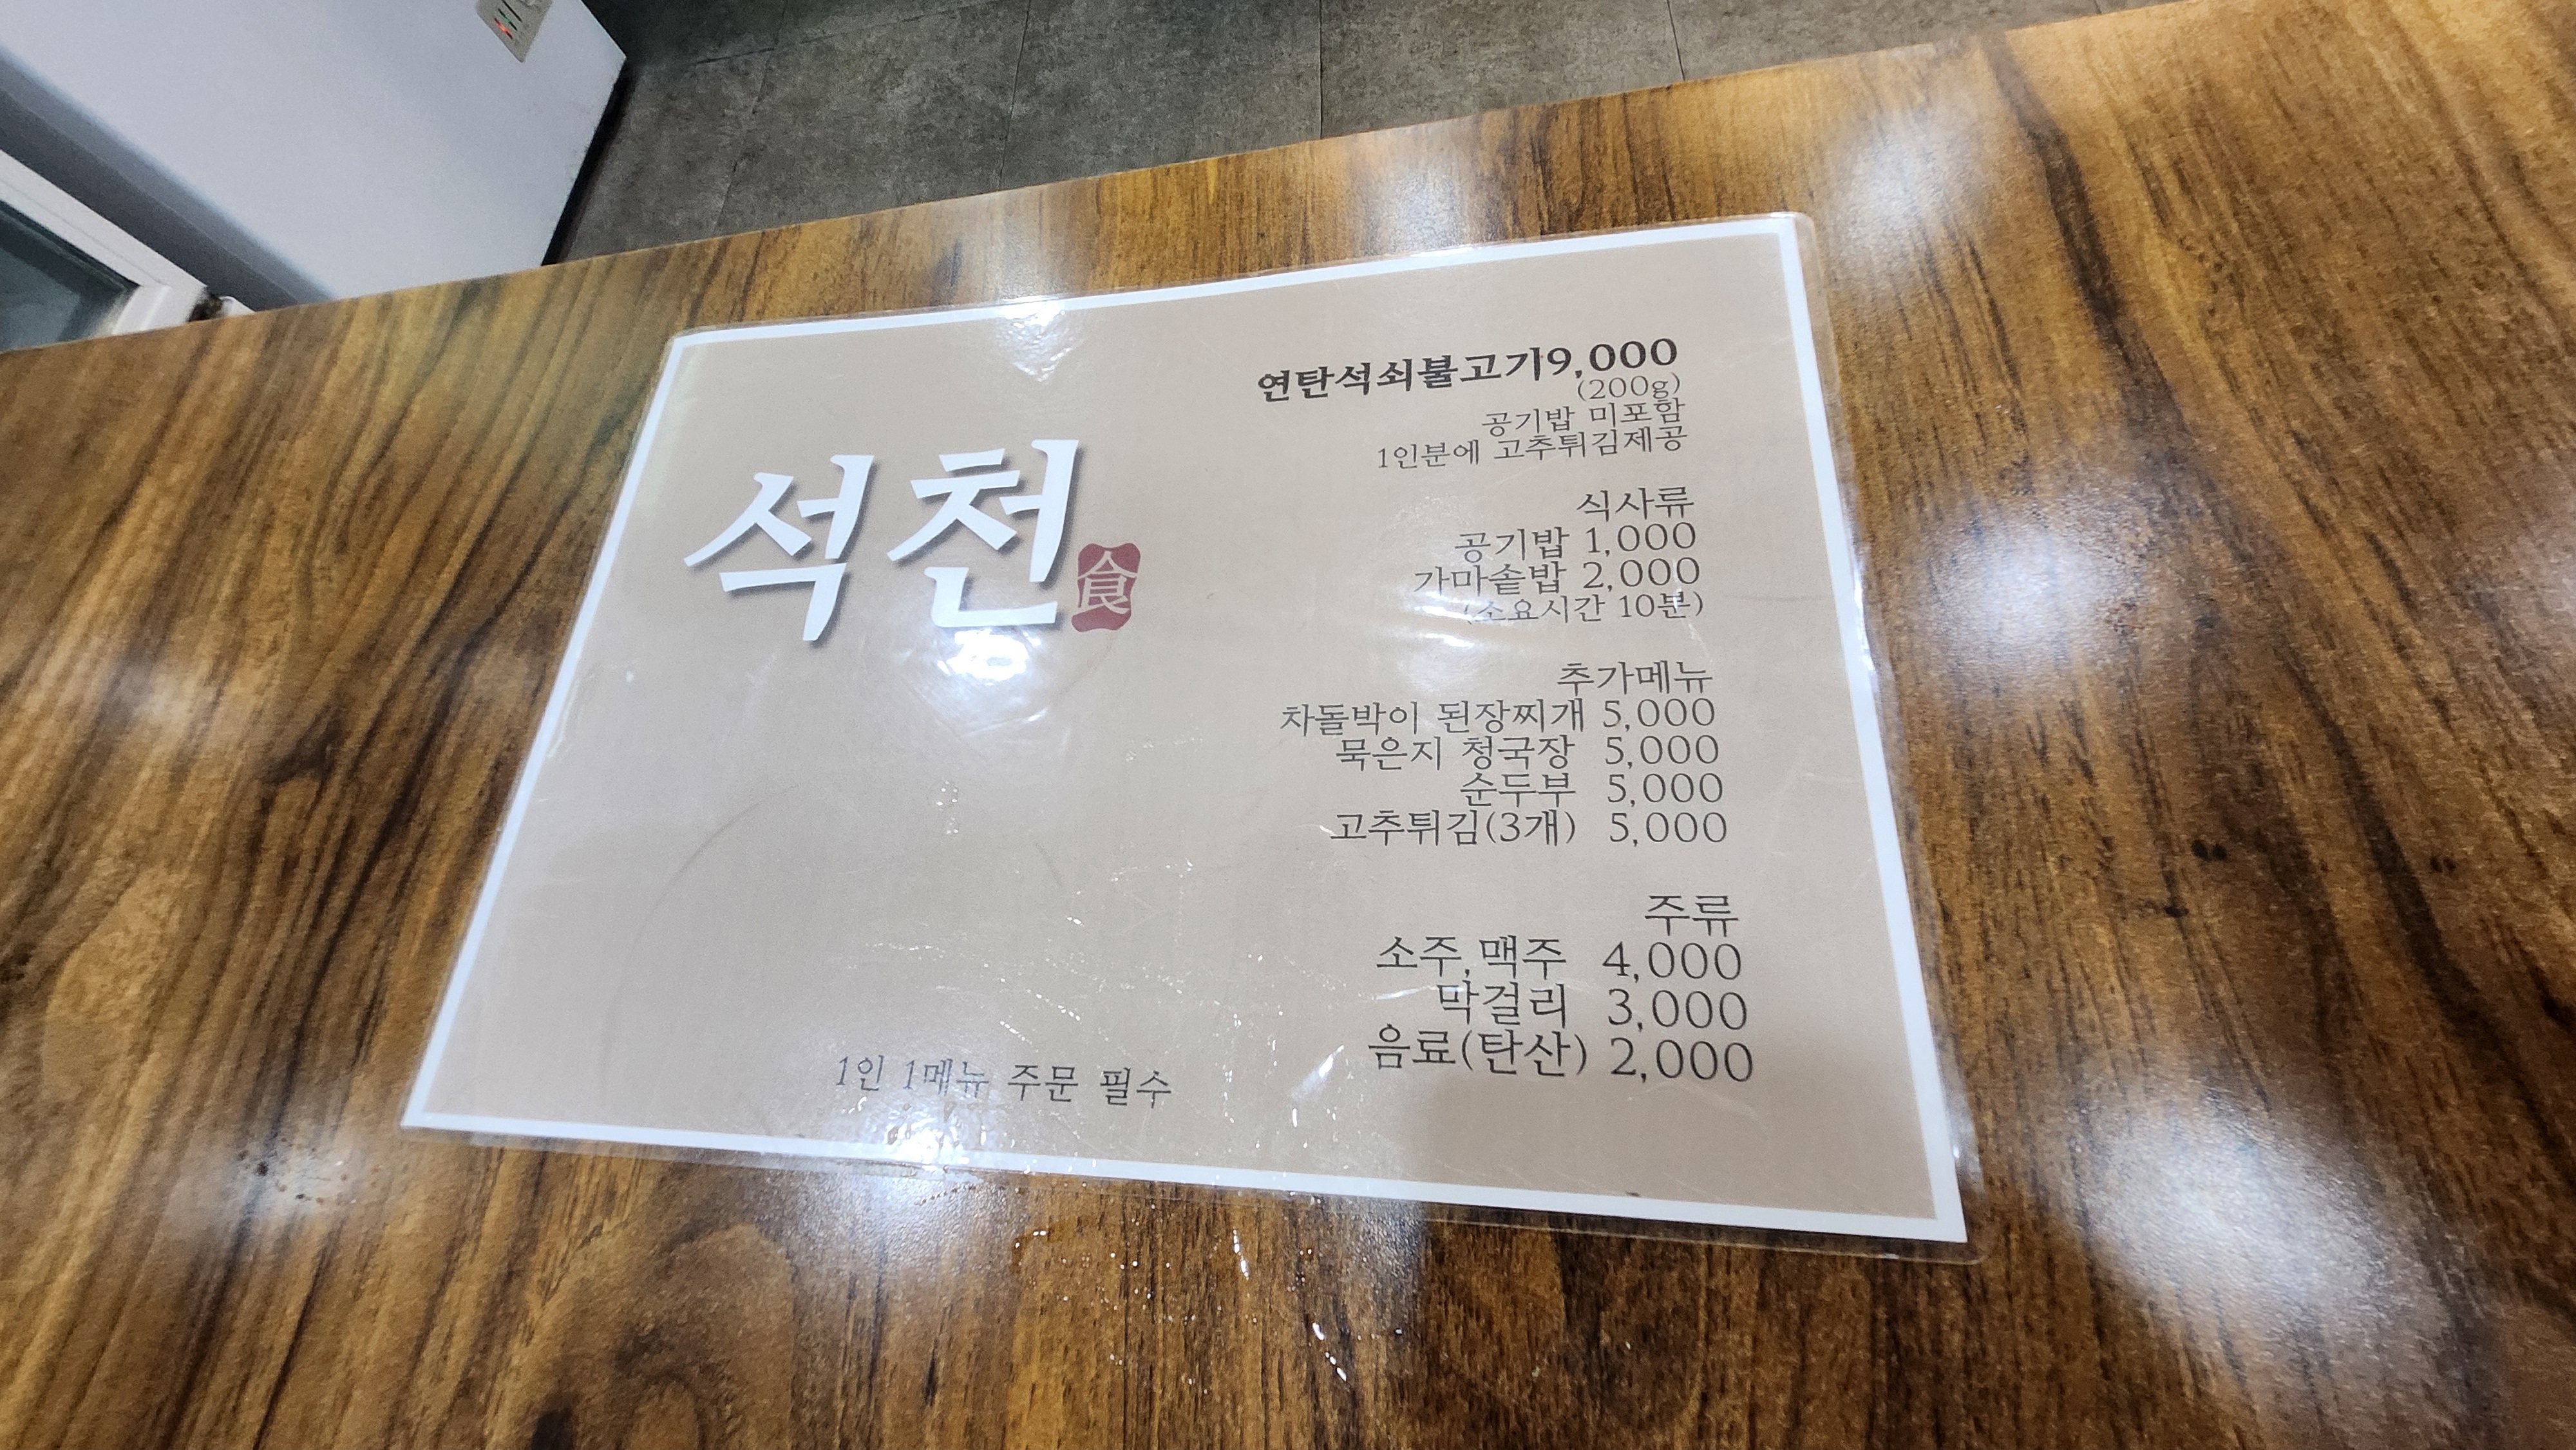 석천
食
연탄석쇠불고기9,000
(200g)
공기밥 미포함
1인분에 고추튀김제공
식사류
공기밥 1,000
가마솥밥 2,000
(소요시간 10분)
추가메뉴
차돌박이 된장찌개 5,000
묵은지 청국장 5,000
순두부 5,000
고추튀김(3개) 5,000
주류
소주,맥주 4,000
막걸리 3,000
음료(탄산) 2,000
1인 1메뉴 주문 필수